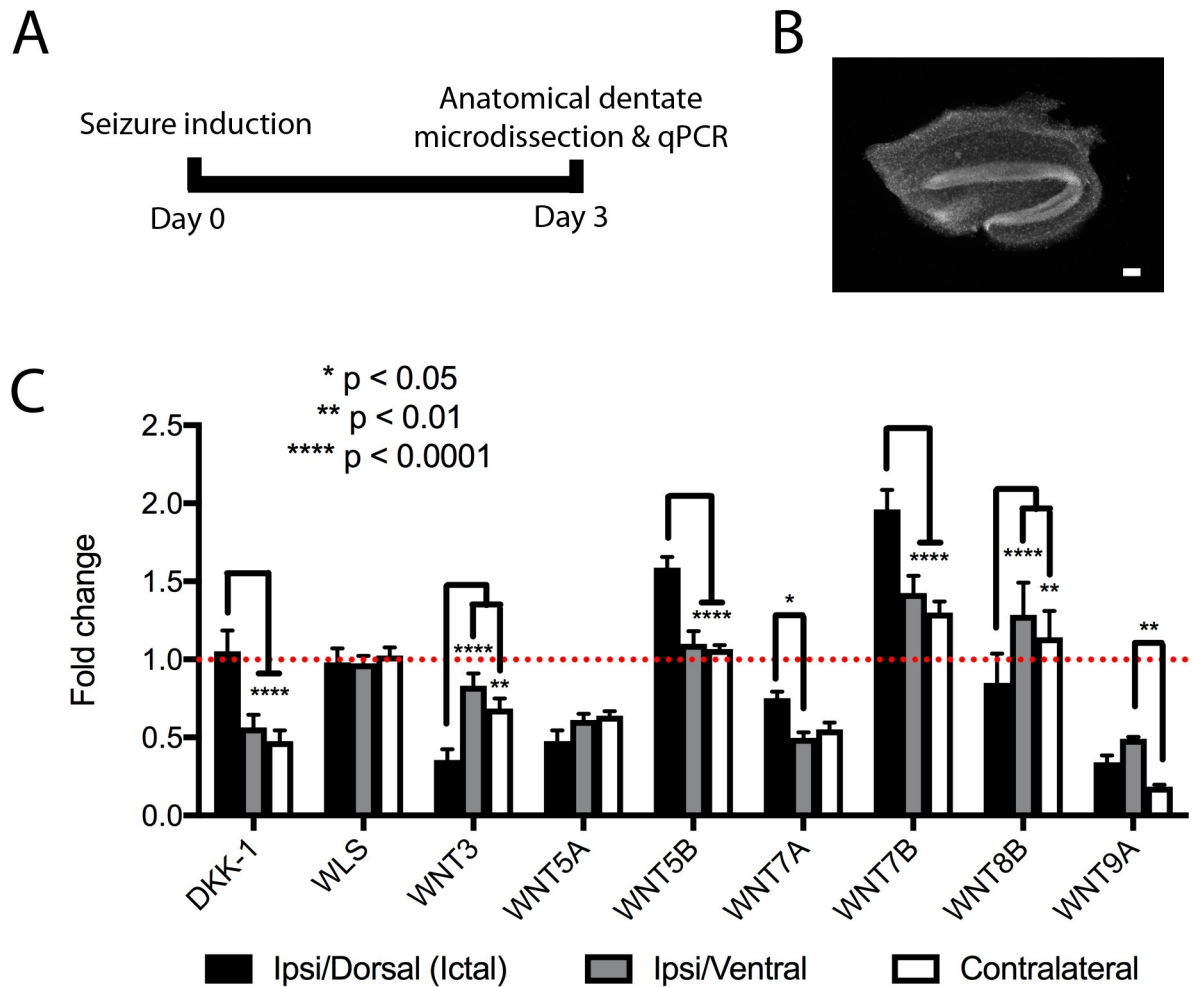 A
B
Seizure induction
Anatomical dentate
microdissection & qPCR
Day 0
Day 3
C
* p < 0.05
** p < 0.01
**** p < 0.0001
Fold change
2.5
2.0
1.5
1.0
0.5
0.0
****
****
**
****
*
****
****
**
**
DKK-1
WLS
WNT3
WNT5A
WNT5B
WNT7A
WNT7B
WNT8B
WNT9A
Ipsi/Dorsal (Ictal)
Ipsi/Ventral
Contralateral